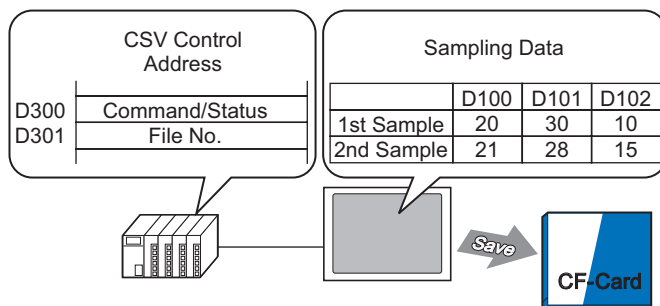 CSV Control
Address
D300 Command/Status
D301 File No.
Sampling Data
D100 D101 D102
1st Sample 20 30 10
2nd Sample 21 28 15
Save
CF-Card